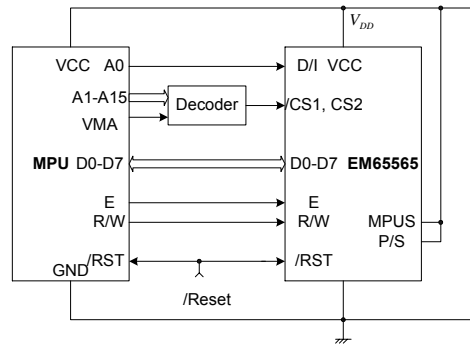 V_DD
VCC A0
D/I VCC
A1-A15
Decoder
/CS1, CS2
VMA
MPU D0-D7
D0-D7 EM65565
E
E
R/W
R/W
MPUS
P/S
/RST
/RST
GND
/Reset